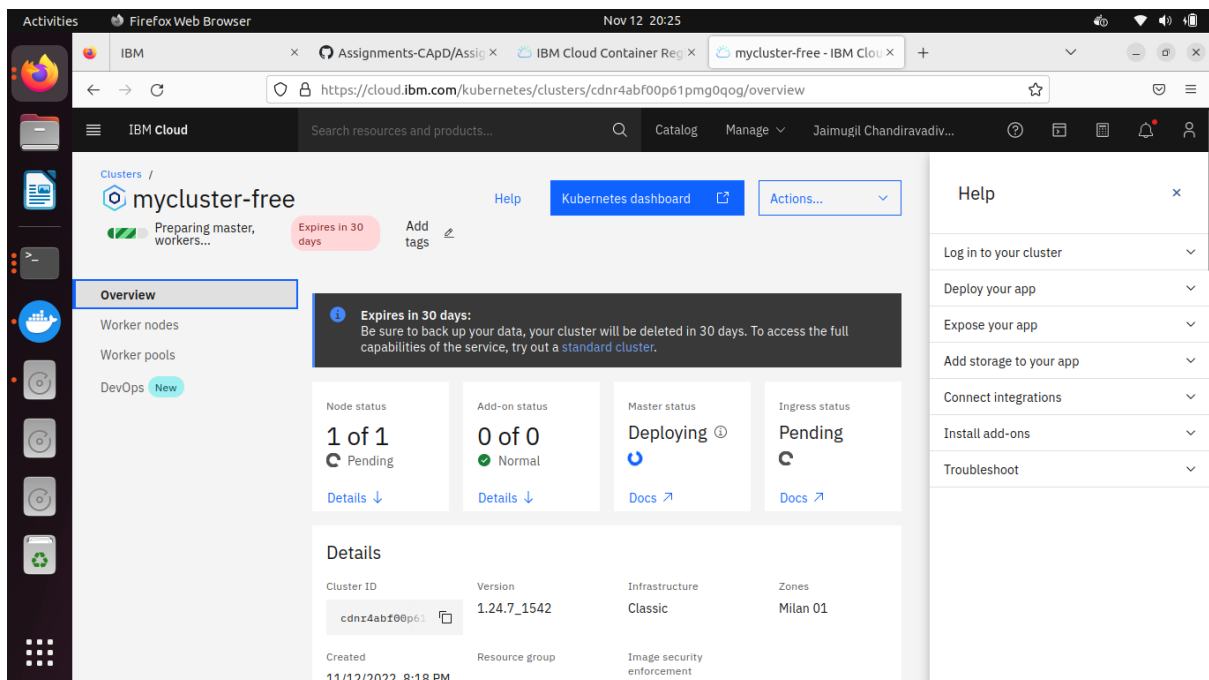 Activities
Firefox Web Browser
Nov 12 20:25
IBM
Assignments-CApD/Assig
IBM Cloud Container Reg
mycluster-free - IBM Clou
https://cloud.ibm.com/kubernetes/clusters/cdnr4abf00p61pmg0qog/overview
IBM Cloud
Search resources and products...
Catalog
Manage
Jaimugil Chandiravadiv...
Clusters /
mycluster-free
Help
Kubernetes dashboard
Actions...
Preparing master,
workers...
Expires in 30
days
Add
tags
Overview
Worker nodes
Worker pools
DevOps New
Expires in 30 days:
Be sure to back up your data, your cluster will be deleted in 30 days. To access the full
capabilities of the service, try out a standard cluster.
Node status
1 of 1
Pending
Details
Add-on status
0 of 0
Normal
Details
Master status
Deploying
Docs
Ingress status
Pending
Docs
Details
Cluster ID
cdnr4abf00p61
Version
1.24.7_1542
Infrastructure
Classic
Zones
Milan 01
Created
11/12/2022, 8:18 PM
Resource group
Image security
enforcement
Help
Log in to your cluster
Deploy your app
Expose your app
Add storage to your app
Connect integrations
Install add-ons
Troubleshoot